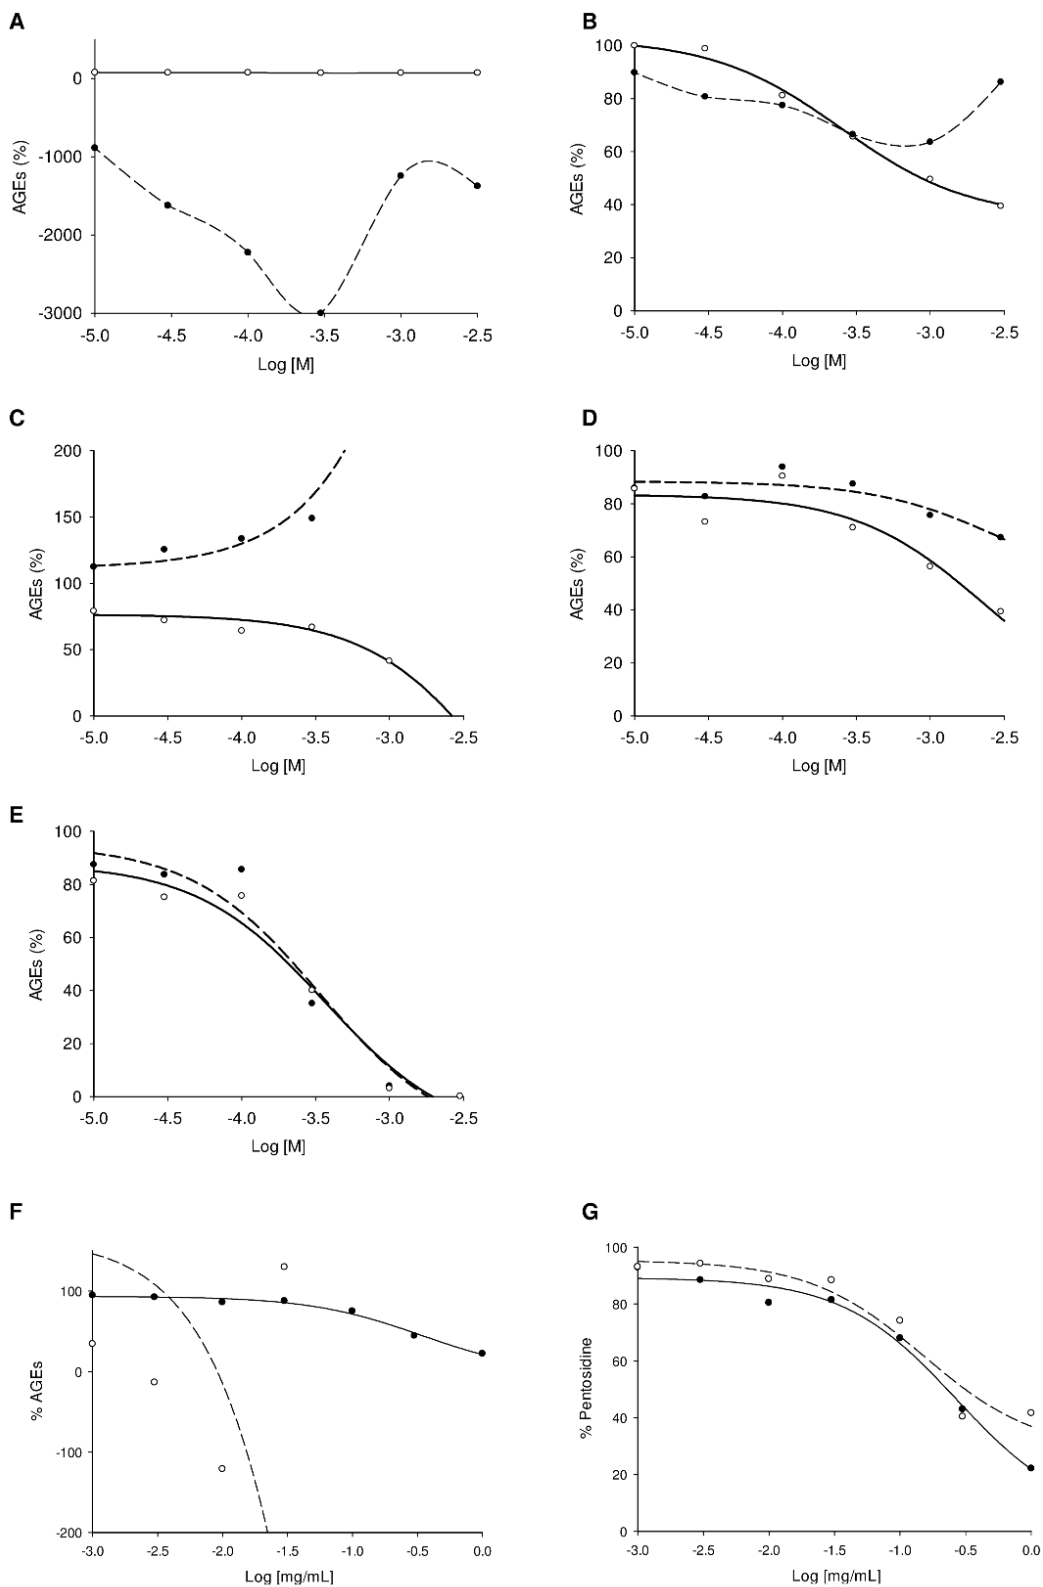 A
AGEs (%)
0
-1000
-2000
-3000
-5.0 -4.5 -4.0 -3.5 -3.0 -2.5
Log [M]
B
AGEs (%)
100
80
60
40
20
0
-5.0 -4.5 -4.0 -3.5 -3.0 -2.5
Log [M]
C
AGEs (%)
200
150
100
50
0
-5.0 -4.5 -4.0 -3.5 -3.0 -2.5
Log [M]
D
AGEs (%)
100
80
60
40
20
0
-5.0 -4.5 -4.0 -3.5 -3.0 -2.5
Log [M]
E
AGEs (%)
100
80
60
40
20
0
-5.0 -4.5 -4.0 -3.5 -3.0 -2.5
Log [M]
F
% AGEs
100
0
-100
-200
-3.0 -2.5 -2.0 -1.5 -1.0 -0.5 0.0
Log [mg/mL]
G
% Pentosidine
100
80
60
40
20
0
-3.0 -2.5 -2.0 -1.5 -1.0 -0.5 0.0
Log [mg/mL]